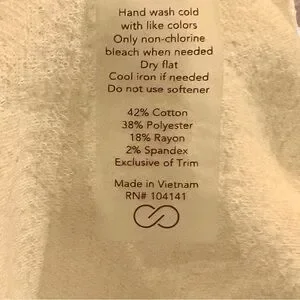 Hand wash cold
with like colors
Only non-chlorine
bleach when needed
Dry flat
Cool iron if needed
Do not use softener
42% Cotton
38% Polyester
18% Rayon
2% Spandex
Exclusive of Trim
Made in Vietnam
RN# 104141